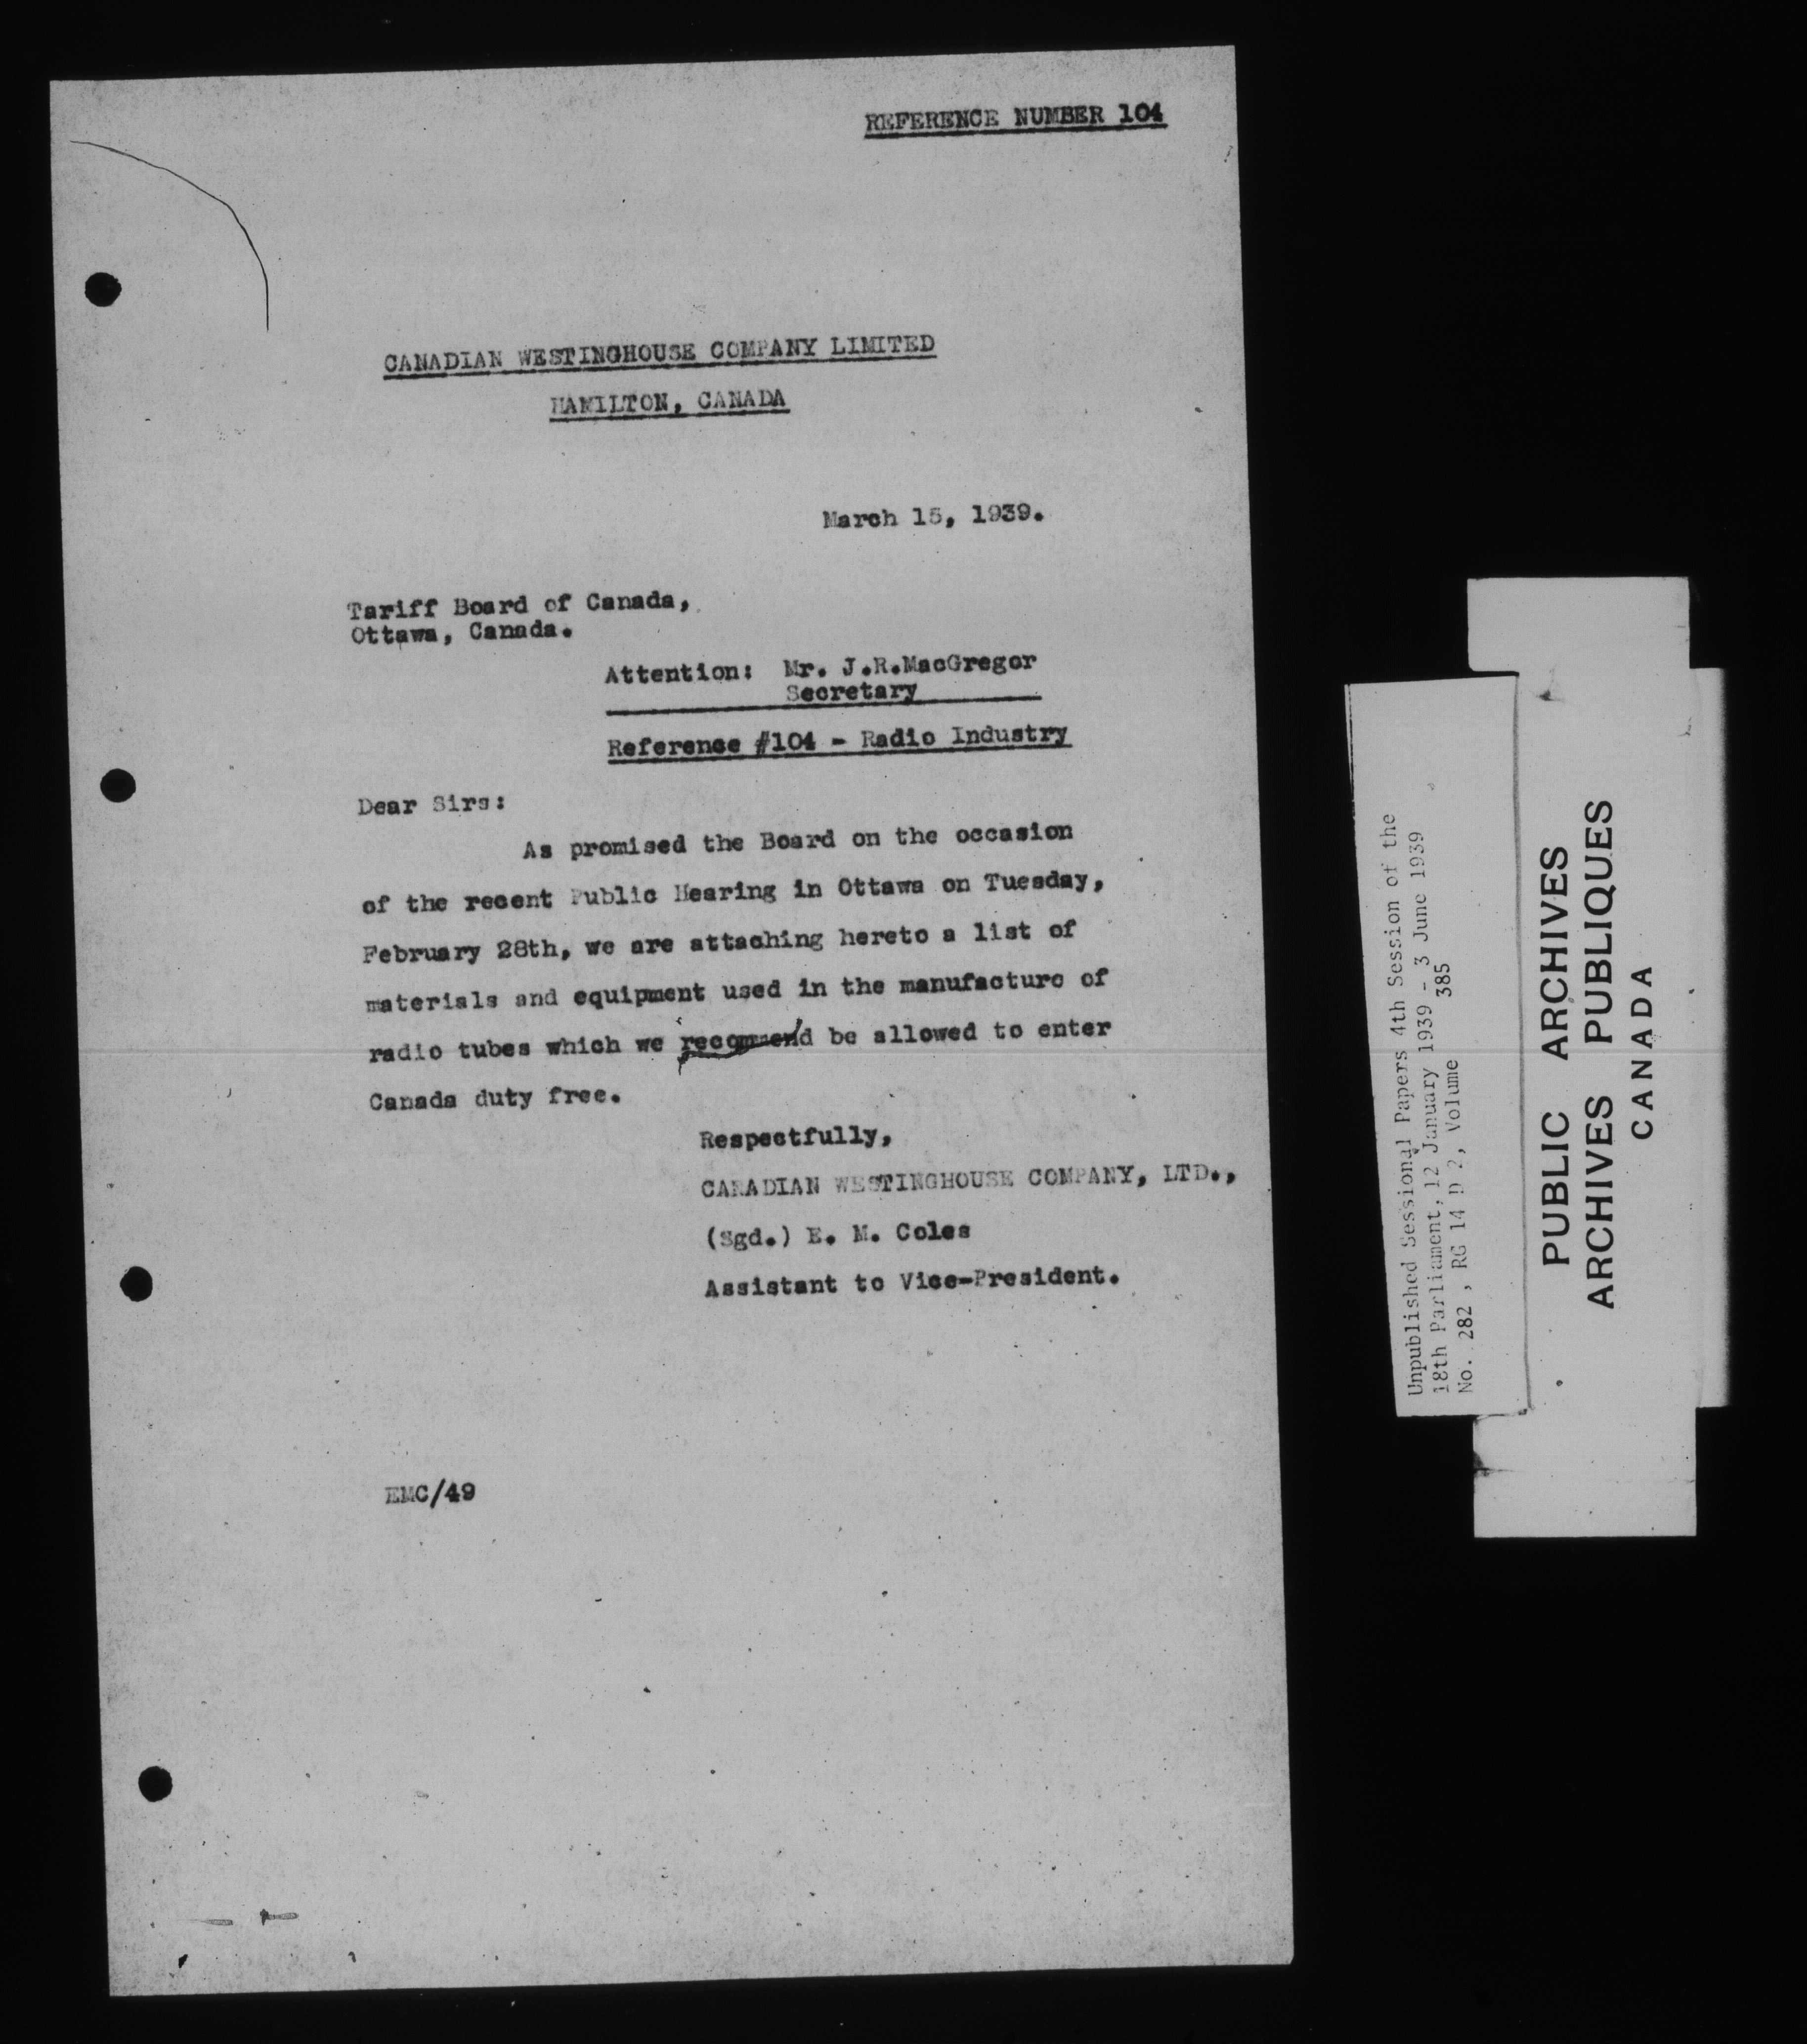 REFERENCE NUMBER 104
CANADIAN WESTINGHOUSE COMPANY LIMITED
HAMILTON, CANADA
March 15, 1939.
Tariff Board of Canada,
Ottawa, Canada.
Attention: Mr. J.R.MacGregor
Secretary
Reference #104 - Radio Industry
Dear Sirs:
As promised the Board on the occasion
of the recent Public Hearing in Ottawa on Tuesday,
February 28th, we are attaching hereto a list of
materials and equipment used in the manufacture of
radio tubes which we recommend be allowed to enter
Canada duty free.
Respectfully,
CANADIAN WESTINGHOUSE COMPANY, LTD.,
(Sgd.) E. M. Coles
Assistant to Vice-President.
EMC/49
Unpublished Sessional Papers 4th Session of the
18th Parliament, 12 January 1939 - 3 June 1939
No. 282 , RG 14 D 2, Volume 385
PUBLIC ARCHIVES
ARCHIVES PUBLIQUES
CANADA